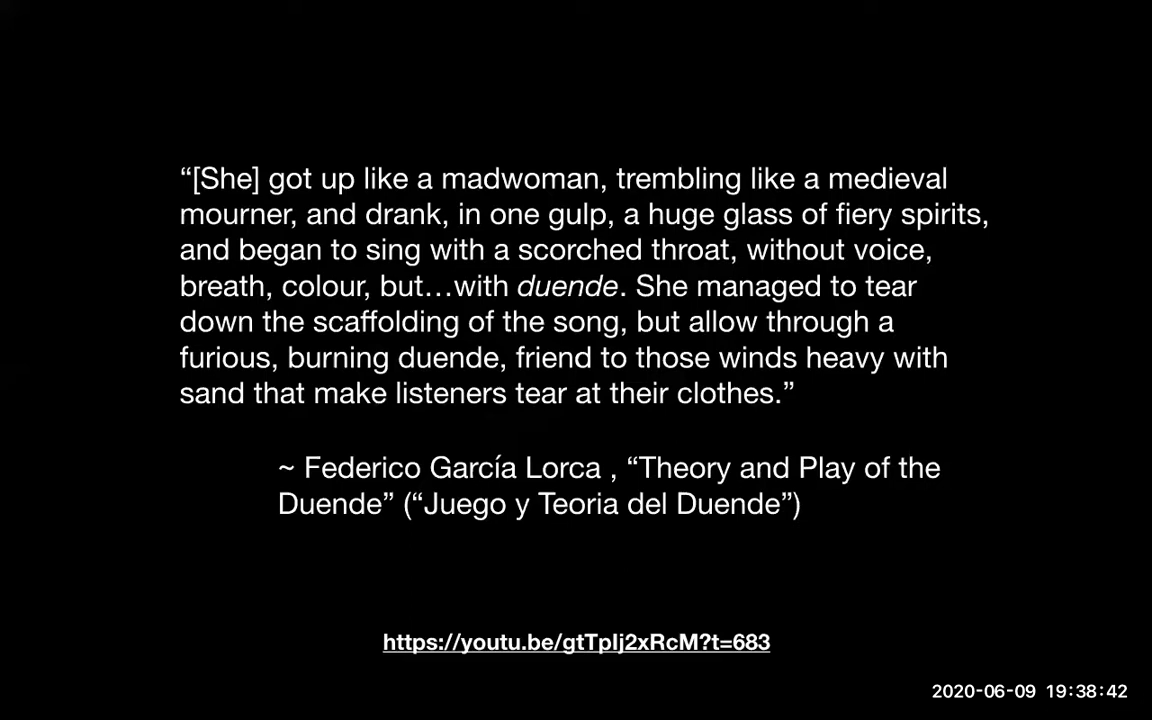 “[She] got up like a madwoman, trembling like a medieval
mourner, and drank, in one gulp, a huge glass of fiery spirits,
and began to sing with a scorched throat, without voice,
breath, colour, but…with duende. She managed to tear
down the scaffolding of the song, but allow through a
furious, burning duende, friend to those winds heavy with
sand that make listeners tear at their clothes.”
~ Federico García Lorca , “Theory and Play of the
Duende” (“Juego y Teoria del Duende”)
https://youtu.be/gtTpIj2xRcM?t=683
2020-06-09 19:38:42